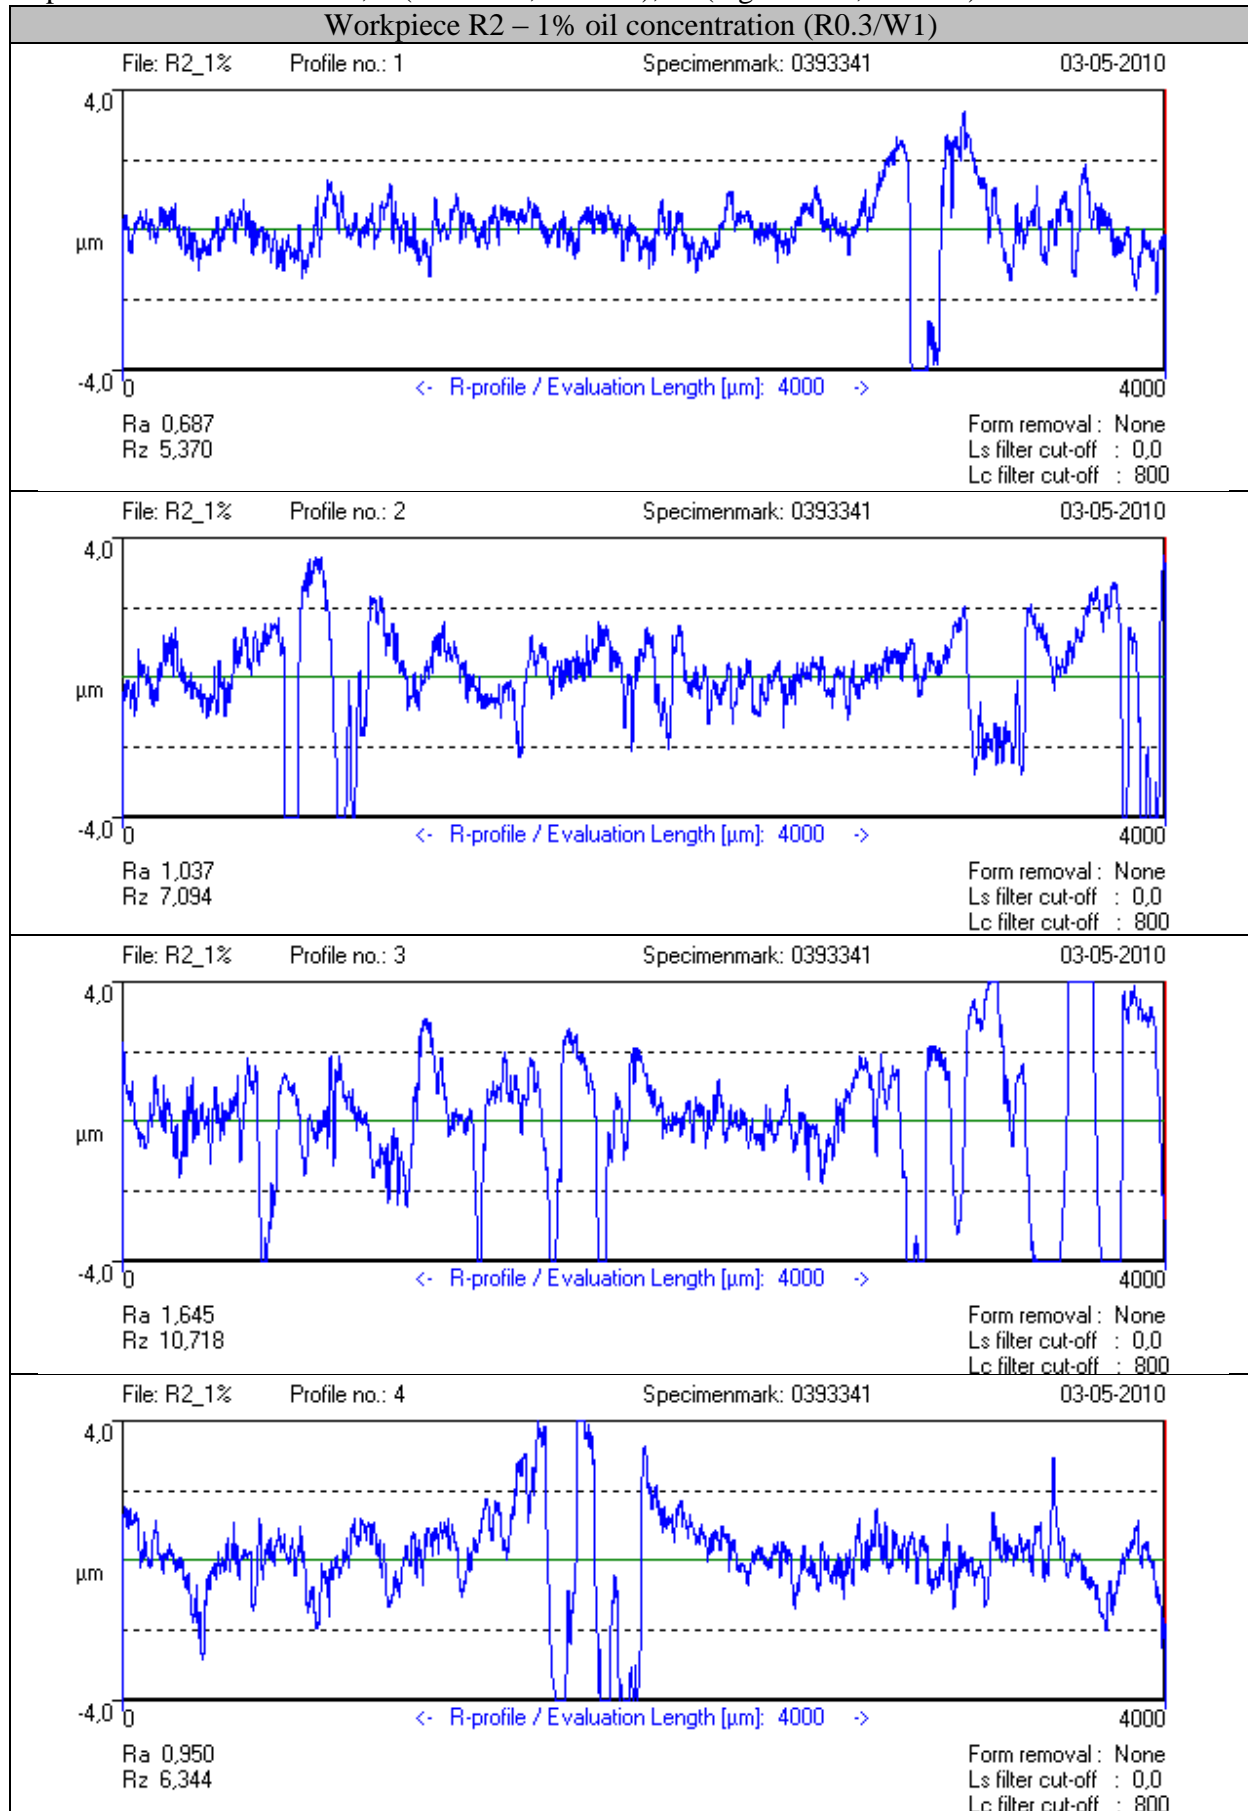 Workpiece R2 – 1% oil concentration (R0.3/W1)
File: R2_1% Profile no.: 1 Specimenmark: 0393341 03-05-2010
4,0
µm
-4,0
0 <- R-profile / Evaluation Length [µm]: 4000 -> 4000
Ra 0,687 Form removal : None
Rz 5,370 Ls filter cut-off : 0,0
Lc filter cut-off : 800
File: R2_1% Profile no.: 2 Specimenmark: 0393341 03-05-2010
4,0
µm
-4,0
0 <- R-profile / Evaluation Length [µm]: 4000 -> 4000
Ra 1,037 Form removal : None
Rz 7,094 Ls filter cut-off : 0,0
Lc filter cut-off : 800
File: R2_1% Profile no.: 3 Specimenmark: 0393341 03-05-2010
4,0
µm
-4,0
0 <- R-profile / Evaluation Length [µm]: 4000 -> 4000
Ra 1,645 Form removal : None
Rz 10,718 Ls filter cut-off : 0,0
Lc filter cut-off : 800
File: R2_1% Profile no.: 4 Specimenmark: 0393341 03-05-2010
4,0
µm
-4,0
0 <- R-profile / Evaluation Length [µm]: 4000 -> 4000
Ra 0,950 Form removal : None
Rz 6,344 Ls filter cut-off : 0,0
Lc filter cut-off : 800